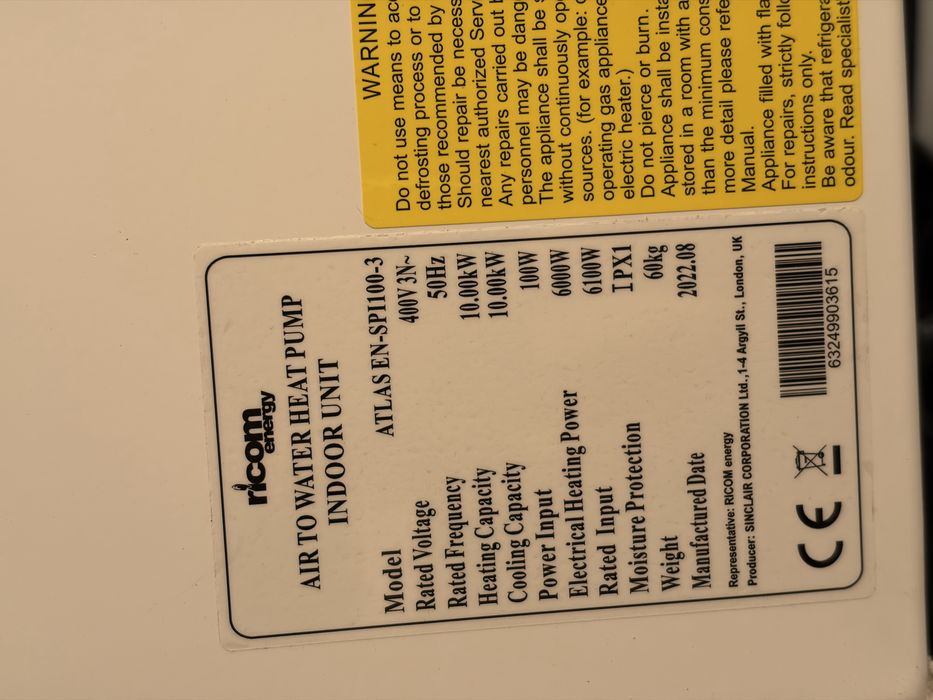 ricom
energy
AIR TO WATER HEAT PUMP
INDOOR UNIT
Model ATLAS EN-SPI100-3
Rated Voltage 400V 3N~
Rated Frequency 50Hz
Heating Capacity 10.00kW
Cooling Capacity 10.00kW
Power Input 100W
Electrical Heating Power 6000W
Rated Input 6100W
Moisture Protection IPX1
Weight 60kg
Manufactured Date 2022.08
Representative: RICOM energy
Producer: SINCLAIR CORPORATION Ltd.,1-4 Argyll St., London, UK
CE
63249903615
WARNIN
Do not use means to ac
defrosting process or to
those recommended by
Should repair be necess
nearest authorized Serv
Any repairs carried out b
personnel may be dang
The appliance shall be s
without continuously op
sources. (for example: o
operating gas appliance
electric heater.)
Do not pierce or burn.
Appliance shall be insta
stored in a room with a
than the minimum cons
more detail please refe
Manual.
Appliance filled with fla
For repairs, strictly follo
instructions only.
Be aware that refrigera
odour. Read specialist